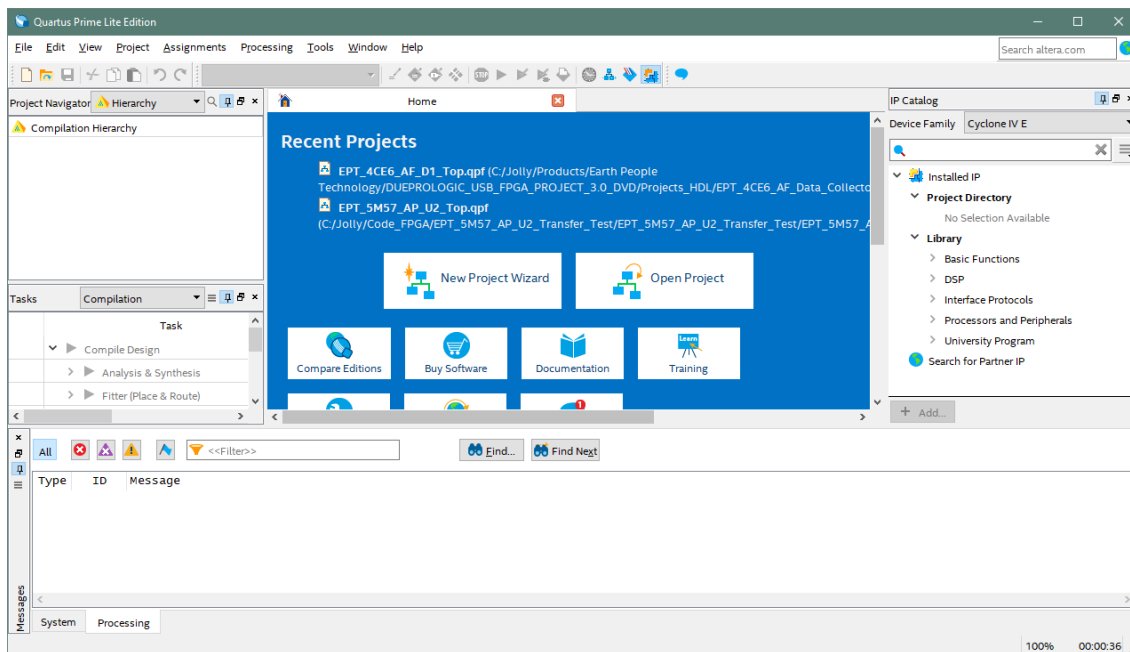 Quartus Prime Lite Edition
File Edit View Project Assignments Processing Tools Window Help
Search altera.com
Project Navigator Hierarchy
Compilation Hierarchy
Home
Recent Projects
EPT_4CE6_AF_D1_Top.qpf (C:/Jolly/Products/Earth People
Technology/DUEPROLOGIC_USB_FPGA_PROJECT_3.0_DVD/Projects_HDL/EPT_4CE6_AF_Data_Collecto
EPT_5M57_AP_U2_Top.qpf
(C:/Jolly/Code_FPGA/EPT_5M57_AP_U2_Transfer_Test/EPT_5M57_AP_U2_Transfer_Test/EPT_5M57_A
New Project Wizard
Open Project
Compare Editions
Buy Software
Documentation
Learn
Training
1
IP Catalog
Device Family Cyclone IV E
Installed IP
Project Directory
No Selection Available
Library
Basic Functions
DSP
Interface Protocols
Processors and Peripherals
University Program
Search for Partner IP
+ Add...
Tasks Compilation
Task
Compile Design
Analysis & Synthesis
Fitter (Place & Route)
All <<Filter>> Find... Find Next
Type ID Message
Messages
System Processing
100% 00:00:36